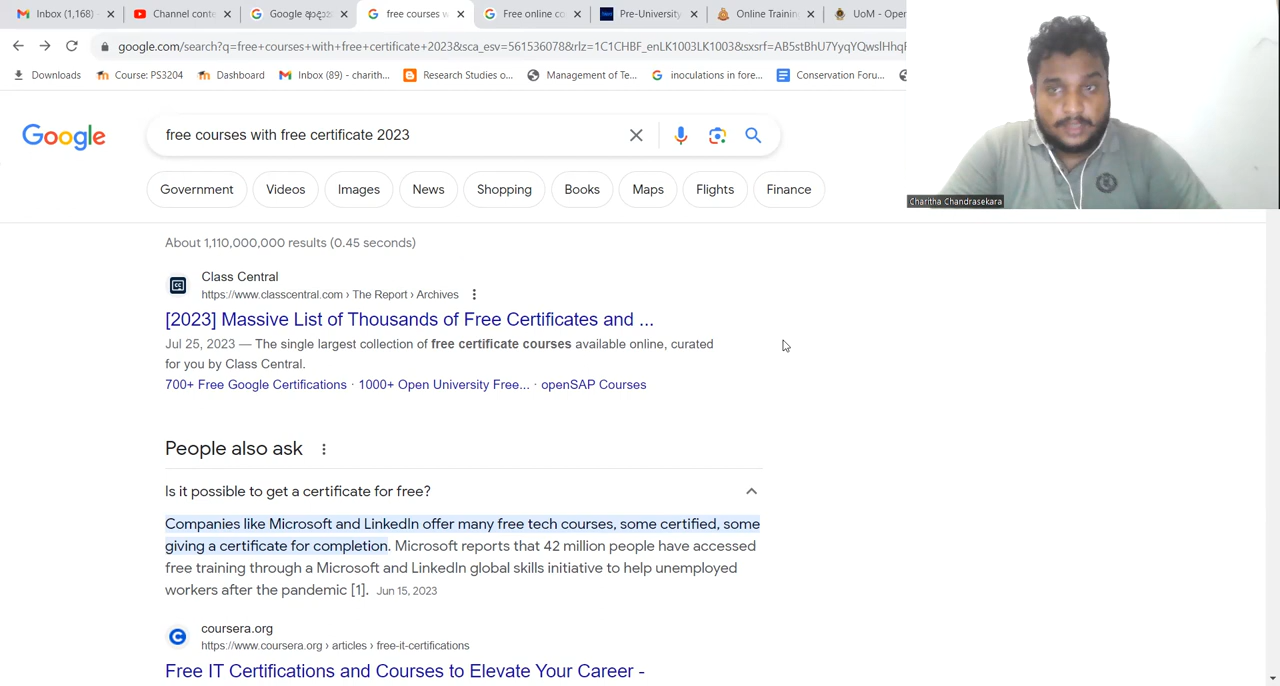 Inbox (1,168)
Channel conte
Google
free courses w
Free online co
Pre-University
Online Trainin
UoM - Open
google.com/search?q=free+courses+with+free+certificate+2023&sca_esv=561536078&rlz=1C1CHBF_enLK1003LK1003&sxsrf=
Downloads
Course: PS3204
Dashboard
Inbox (89) - charith...
Research Studies o...
Management of Te...
inoculations in fore...
Conservation Foru...
Google
free courses with free certificate 2023
Government
Videos
Images
News
Shopping
Books
Maps
Flights
Finance
Charitha Chandrasekara
About 1,110,000,000 results (0.45 seconds)
Class Central
https://www.classcentral.com › The Report › Archives
[2023] Massive List of Thousands of Free Certificates and ...
Jul 25, 2023 — The single largest collection of free certificate courses available online, curated
for you by Class Central.
700+ Free Google Certifications · 1000+ Open University Free... · openSAP Courses
People also ask
Is it possible to get a certificate for free?
Companies like Microsoft and LinkedIn offer many free tech courses, some certified, some
giving a certificate for completion. Microsoft reports that 42 million people have accessed
free training through a Microsoft and LinkedIn global skills initiative to help unemployed
workers after the pandemic [1]. Jun 15, 2023
coursera.org
https://www.coursera.org › articles › free-it-certifications
Free IT Certifications and Courses to Elevate Your Career -